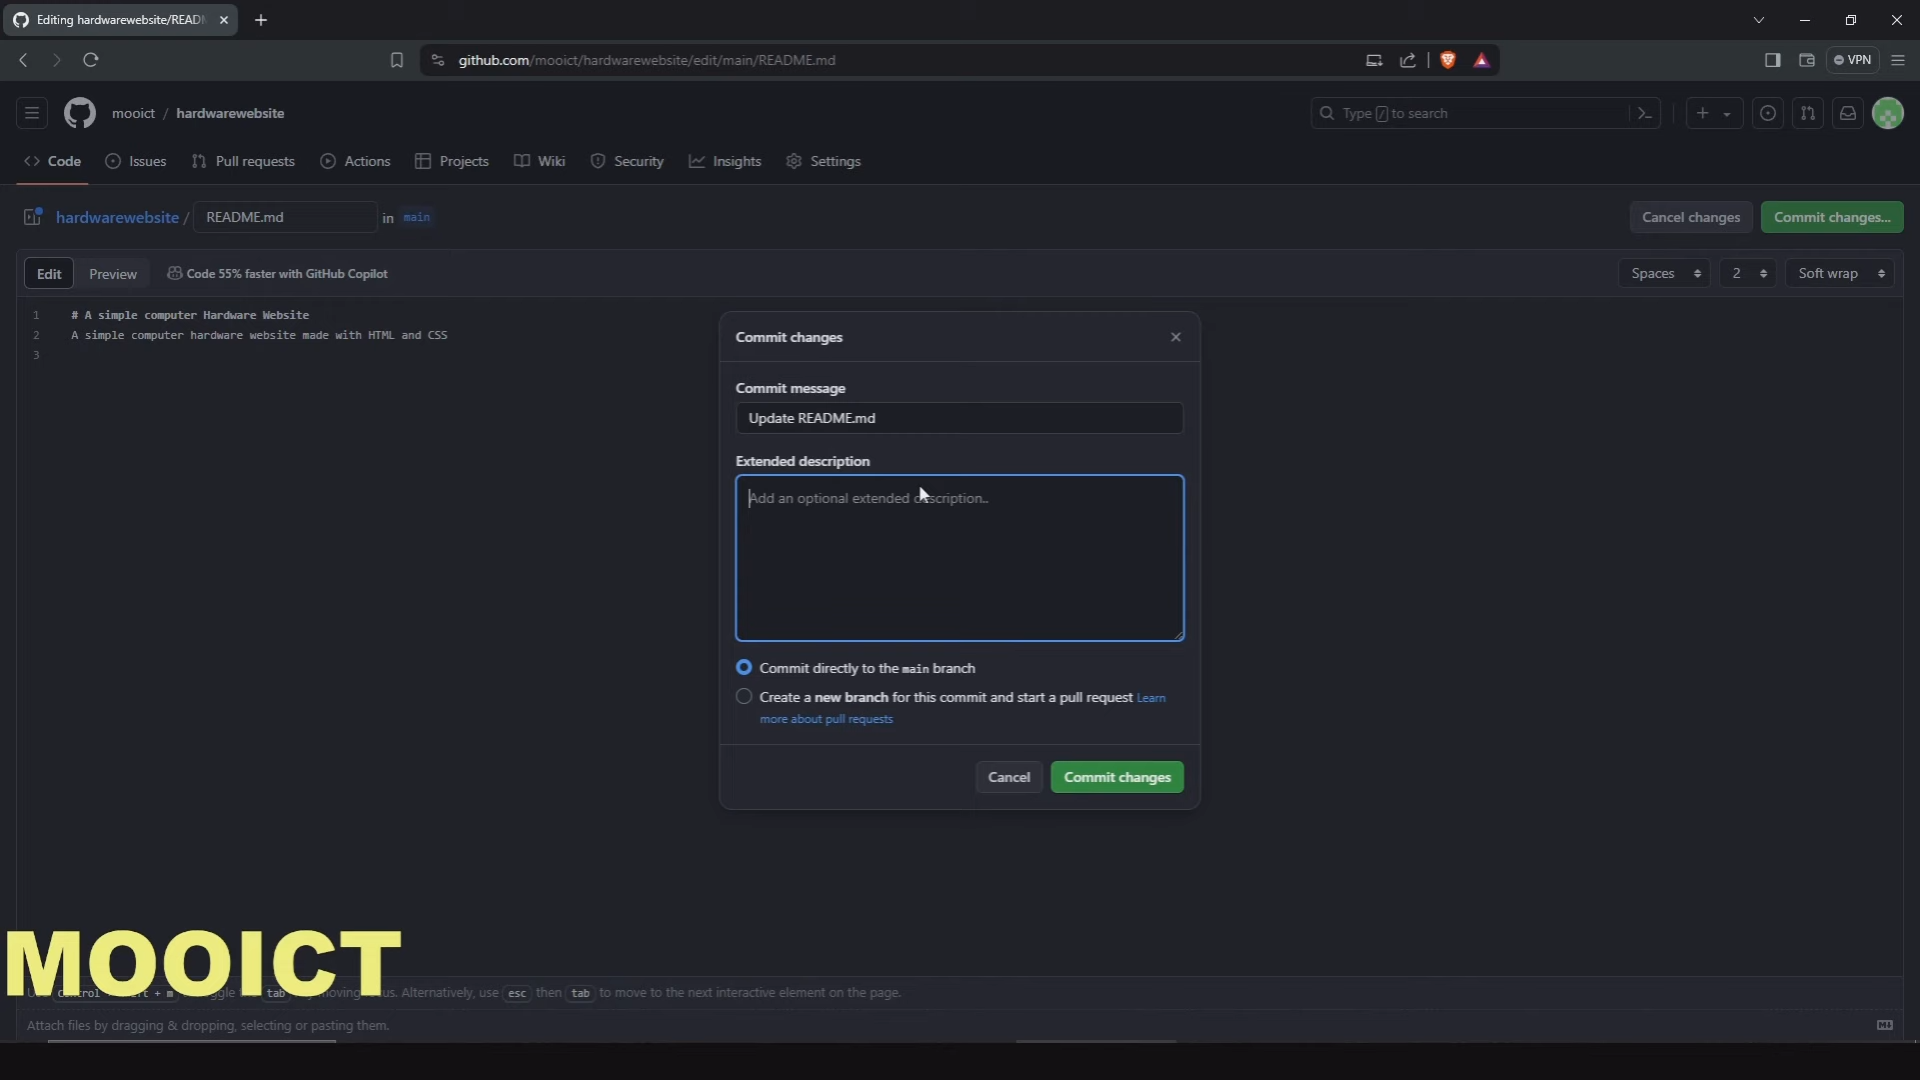 Editing hardwarewebsite/READ
github.com/mooict/hardwarewebsite/edit/main/README.md
VPN
mooict / hardwarewebsite
Type / to search
Code Issues Pull requests Actions Projects Wiki Security Insights Settings
hardwarewebsite / README.md in main
Cancel changes Commit changes...
Edit Preview Code 55% faster with GitHub Copilot
Spaces 2 Soft wrap
1 # A simple computer Hardware Website
2 A simple computer hardware website made with HTML and CSS
3
Commit changes
Commit message
Update README.md
Extended description
Add an optional extended description..
Commit directly to the main branch
Create a new branch for this commit and start a pull request Learn
more about pull requests
Cancel Commit changes
MOOICT
control + m tab moving Alternatively, use esc then tab to move to the next interactive element on the page.
Attach files by dragging & dropping, selecting or pasting them.